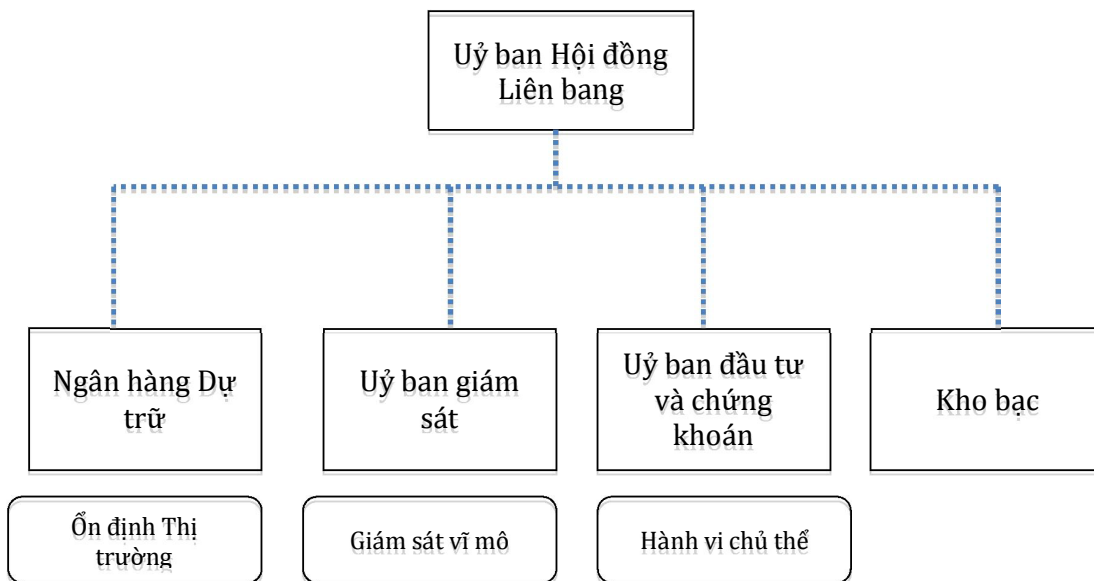 Uỷ ban Hội đồng
Liên bang
Ngân hàng Dự
trữ
Uỷ ban giám
sát
Uỷ ban đầu tư
và chứng
khoán
Kho bạc
Ổn định Thị
trường
Giám sát vĩ mô
Hành vi chủ thể